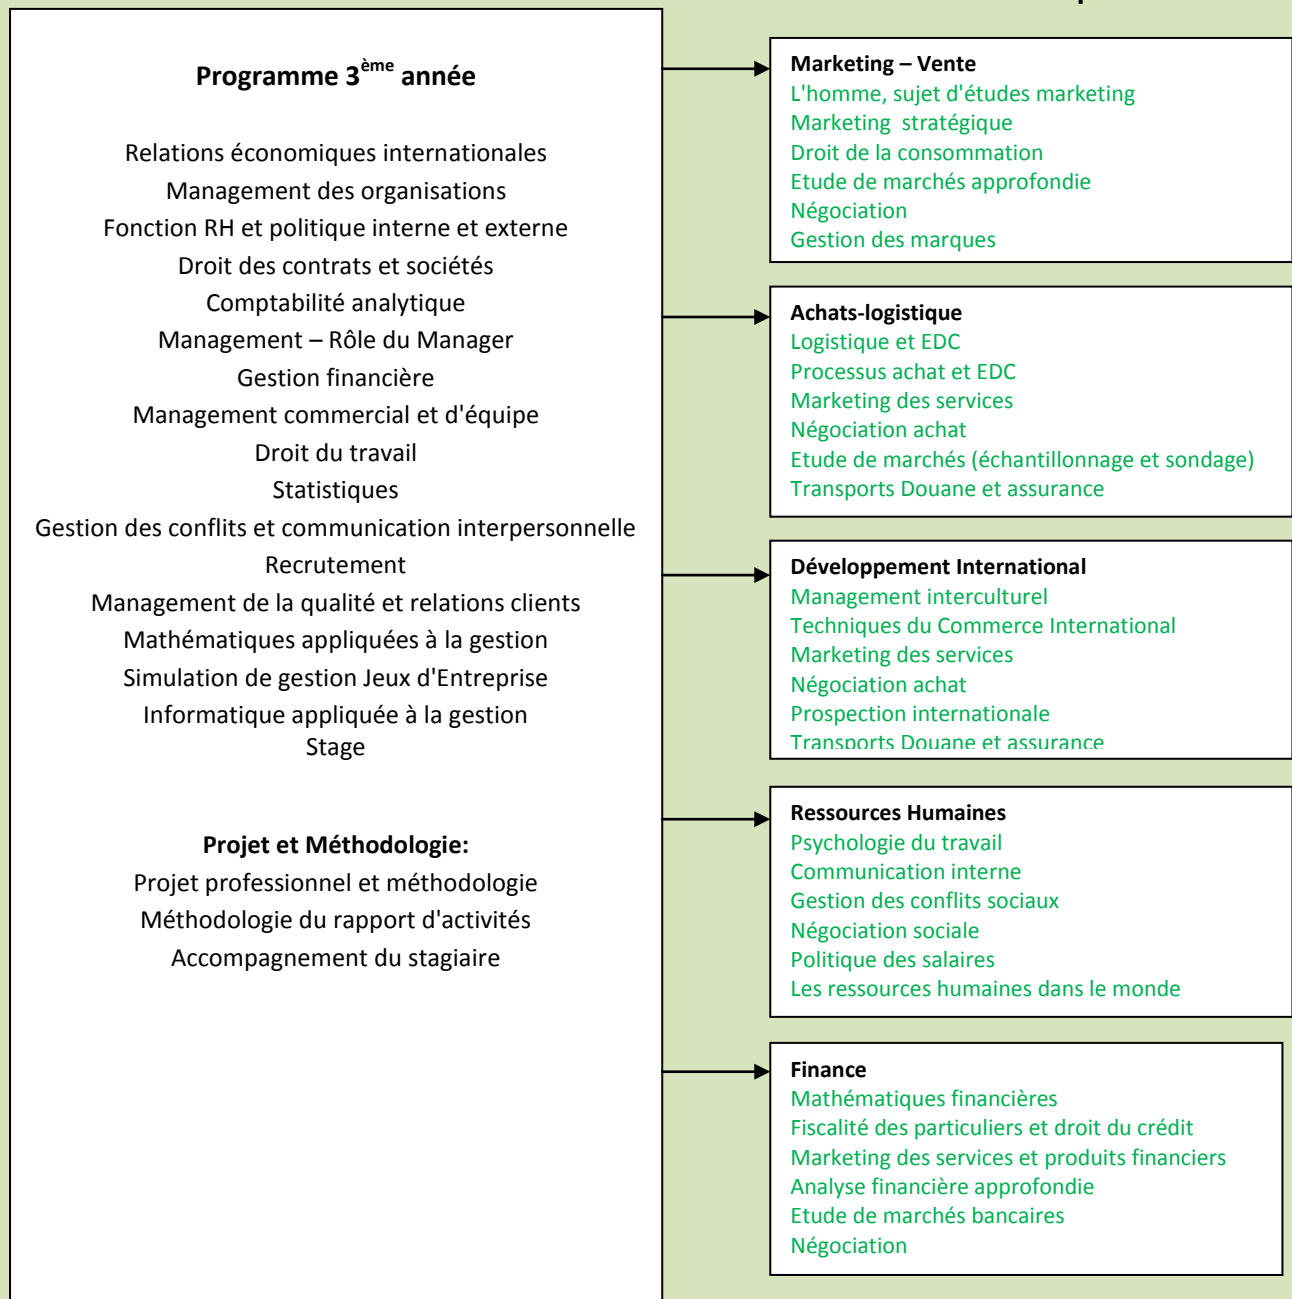 Programme 3ème année
Relations économiques internationales
Management des organisations
Fonction RH et politique interne et externe
Droit des contrats et sociétés
Comptabilité analytique
Management – Rôle du Manager
Gestion financière
Management commercial et d'équipe
Droit du travail
Statistiques
Gestion des conflits et communication interpersonnelle
Recrutement
Management de la qualité et relations clients
Mathématiques appliquées à la gestion
Simulation de gestion Jeux d'Entreprise
Informatique appliquée à la gestion
Stage
Projet et Méthodologie:
Projet professionnel et méthodologie
Méthodologie du rapport d'activités
Accompagnement du stagiaire
Marketing – Vente
L'homme, sujet d'études marketing
Marketing  stratégique
Droit de la consommation
Etude de marchés approfondie
Négociation
Gestion des marques
Achats-logistique
Logistique et EDC
Processus achat et EDC
Marketing des services
Négociation achat
Etude de marchés (échantillonnage et sondage)
Transports Douane et assurance
Développement International
Management interculturel
Techniques du Commerce International
Marketing des services
Négociation achat
Prospection internationale
Transports Douane et assurance
Ressources Humaines
Psychologie du travail
Communication interne
Gestion des conflits sociaux
Négociation sociale
Politique des salaires
Les ressources humaines dans le monde
Finance
Mathématiques financières
Fiscalité des particuliers et droit du crédit
Marketing des services et produits financiers
Analyse financière approfondie
Etude de marchés bancaires
Négociation